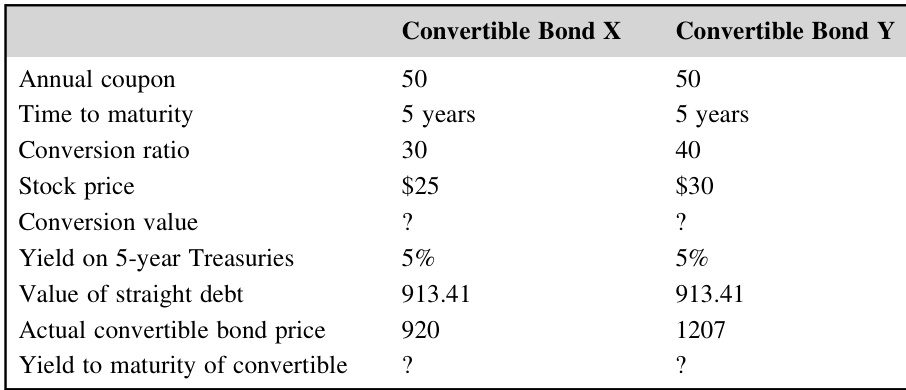 Convertible Bond X Convertible Bond Y
Annual coupon 50 50
Time to maturity 5 years 5 years
Conversion ratio 30 40
Stock price $25 $30
Conversion value ? ?
Yield on 5-year Treasuries 5% 5%
Value of straight debt 913.41 913.41
Actual convertible bond price 920 1207
Yield to maturity of convertible ? ?